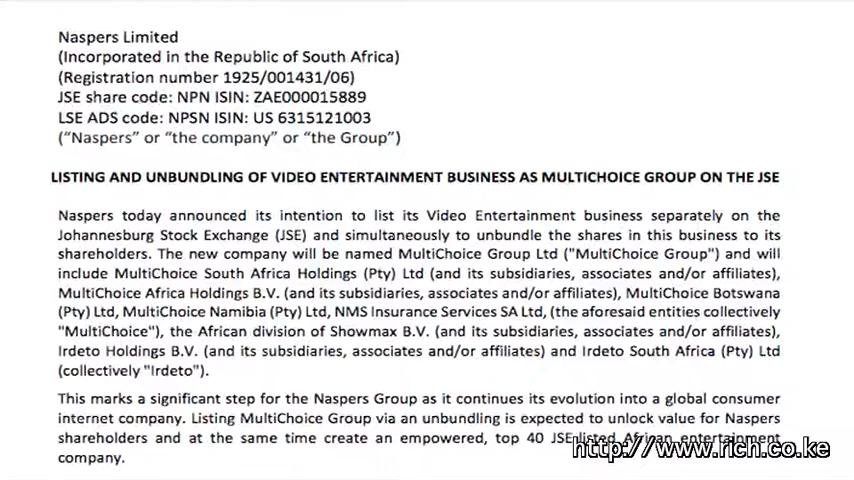 Naspers Limited
(Incorporated in the Republic of South Africa)
(Registration number 1925/001431/06)
JSE share code: NPN ISIN: ZAE000015889
LSE ADS code: NPSN ISIN: US 6315121003
("Naspers" or "the company" or "the Group")
LISTING AND UNBUNDLING OF VIDEO ENTERTAINMENT BUSINESS AS MULTICHOICE GROUP ON THE JSE
Naspers today announced its intention to list its Video Entertainment business separately on the
Johannesburg Stock Exchange (JSE) and simultaneously to unbundle the shares in this business to its
shareholders. The new company will be named MultiChoice Group Ltd ("MultiChoice Group") and will
include MultiChoice South Africa Holdings (Pty) Ltd (and its subsidiaries, associates and/or affiliates),
MultiChoice Africa Holdings B.V. (and its subsidiaries, associates and/or affiliates), MultiChoice Botswana
(Pty) Ltd, MultiChoice Namibia (Pty) Ltd, NMS Insurance Services SA Ltd, (the aforesaid entities collectively
"MultiChoice"), the African division of Showmax B.V. (and its subsidiaries, associates and/or affiliates),
Irdeto Holdings B.V. (and its subsidiaries, associates and/or affiliates) and Irdeto South Africa (Pty) Ltd
(collectively "Irdeto").
This marks a significant step for the Naspers Group as it continues its evolution into a global consumer
internet company. Listing MultiChoice Group via an unbundling is expected to unlock value for Naspers
shareholders and at the same time create an empowered, top 40 JSE listed African entertainment
company.
http://www.rich.co.ke